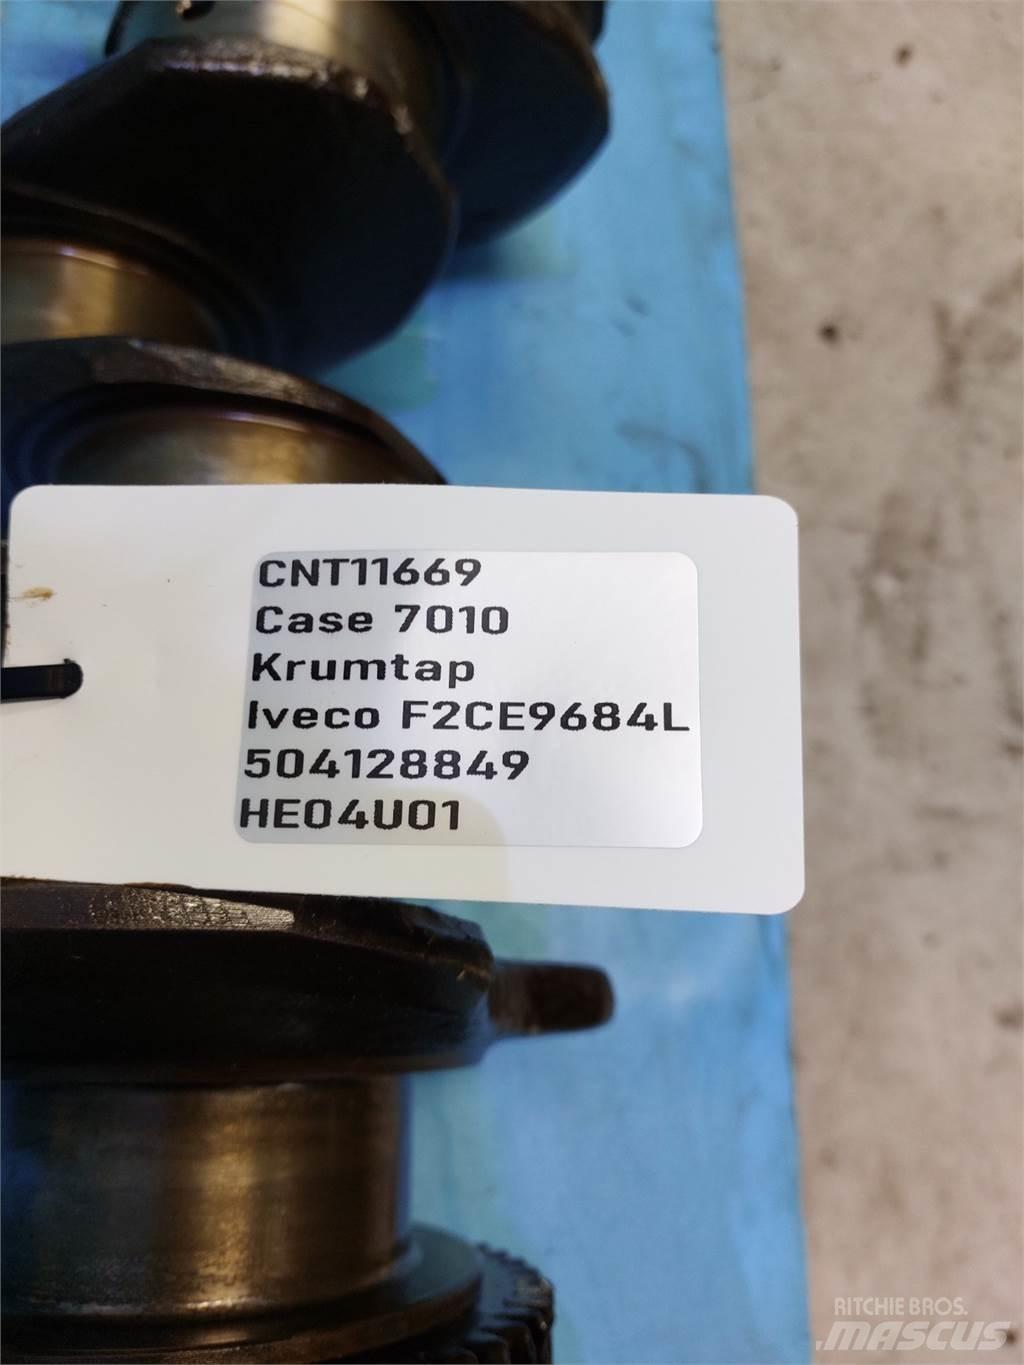 CNT11669
Case 7010
Krumtap
Iveco F2CE9684L
504128849
HE04U01
RITCHIE BROS.
MASCUS